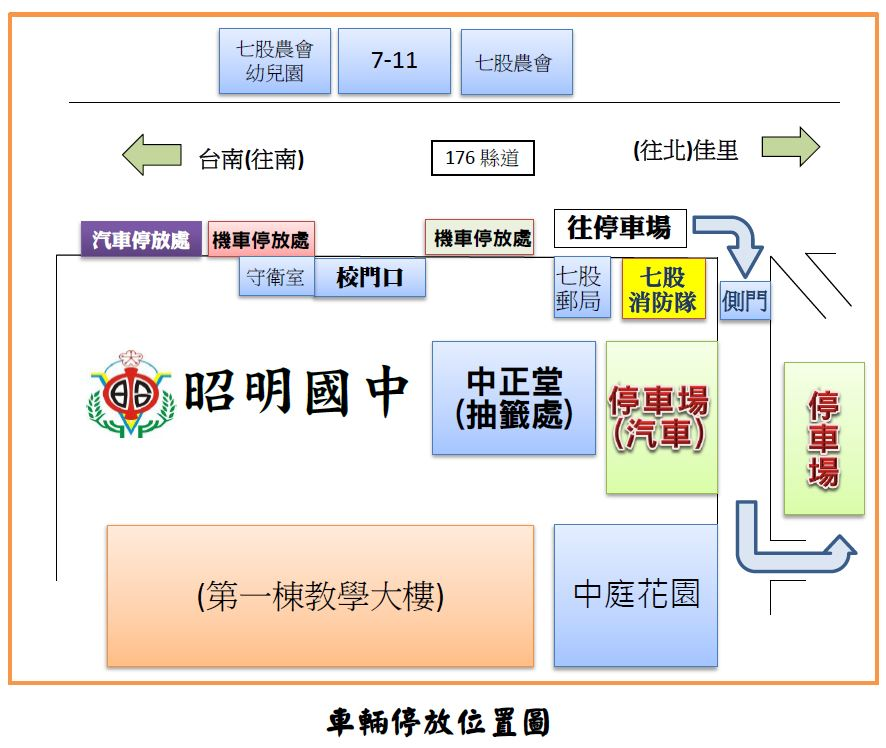 七股農會
幼兒園
7-11
七股農會
台南(往南)
176 縣道
(往北)佳里
汽車停放處
機車停放處
機車停放處
往停車場
守衛室
校門口
七股
郵局
七股
消防隊
側門
大
昭明國中
中正堂
(抽籤處)
停車場
(汽車)
停
車
場
(第一棟教學大樓)
中庭花園
車輛停放位置圖